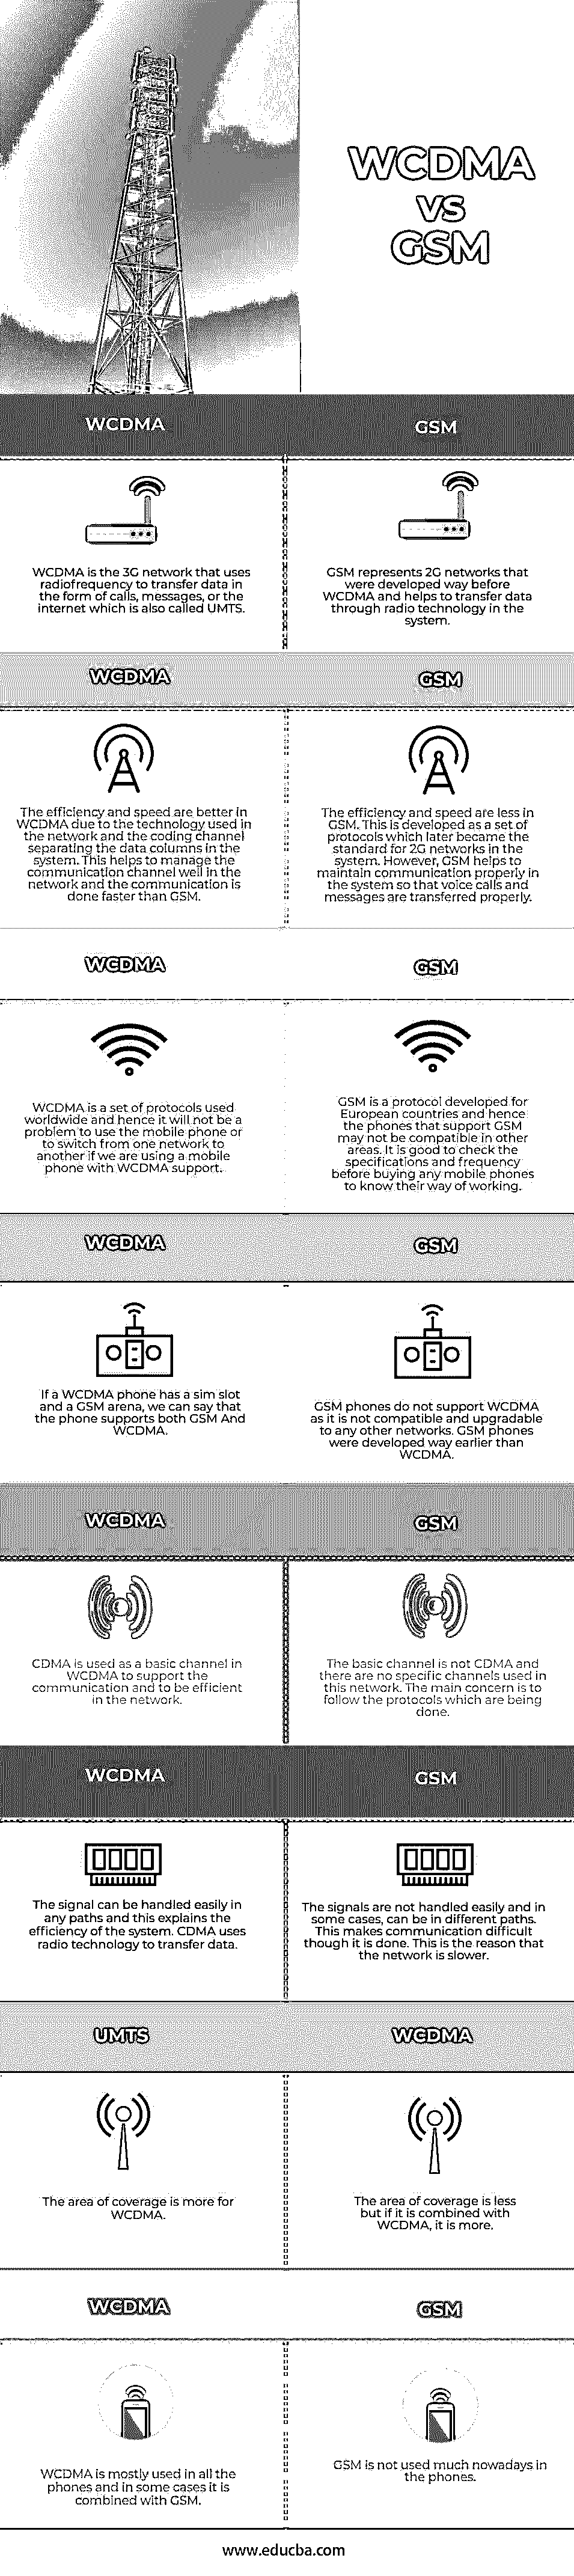 WCDMA
VS
GSM
WCDMA
GSM
WCDMA is the 3G network that uses
radiofrequency to transfer data in
the form of calls, messages, or the
internet which is also called UMTS.
GSM represents 2G networks that
were developed way before
WCDMA and helps to transfer data
through radio technology in the
system.
WCDMA
GSM
The efficiency and speed are better in
WCDMA due to the technology used in
the network and the coding channel
separating the data columns in the
system. This helps to manage the
communication channel well in the
network and the communication is
done faster than GSM.
The efficiency and speed are less in
GSM. This is developed as a set of
protocols which later became the
standard for 2G networks in the
system. However, GSM helps to
maintain communication properly in
the system so that voice calls and
messages are transferred properly.
WCDMA
GSM
WCDMA is a set of protocols used
worldwide and hence it will not be a
problem to use the mobile phone or
to switch from one network to
another if we are using a mobile
phone with WCDMA support.
GSM is a protocol developed for
European countries and hence
the phones that support GSM
may not be compatible in other
areas. It is good to check the
specifications and frequency
before buying any mobile phones
to know their way of working.
WCDMA
GSM
If a WCDMA phone has a sim slot
and a GSM arena, we can say that
the phone supports both GSM And
WCDMA.
GSM phones do not support WCDMA
as it is not compatible and upgradable
to any other networks. GSM phones
were developed way earlier than
WCDMA.
WCDMA
GSM
CDMA is used as a basic channel in
WCDMA to support the
communication and to be efficient
in the network.
The basic channel is not CDMA and
there are no specific channels used in
this network. The main concern is to
follow the protocols which are being
done.
WCDMA
GSM
The signal can be handled easily in
any paths and this explains the
efficiency of the system. CDMA uses
radio technology to transfer data.
The signals are not handled easily and in
some cases, can be in different paths.
This makes communication difficult
though it is done. This is the reason that
the network is slower.
UMTS
WCDMA
The area of coverage is more for
WCDMA.
The area of coverage is less
but if it is combined with
WCDMA, it is more.
WCDMA
GSM
WCDMA is mostly used in all the
phones and in some cases it is
combined with GSM.
GSM is not used much nowadays in
the phones.
www.educba.com